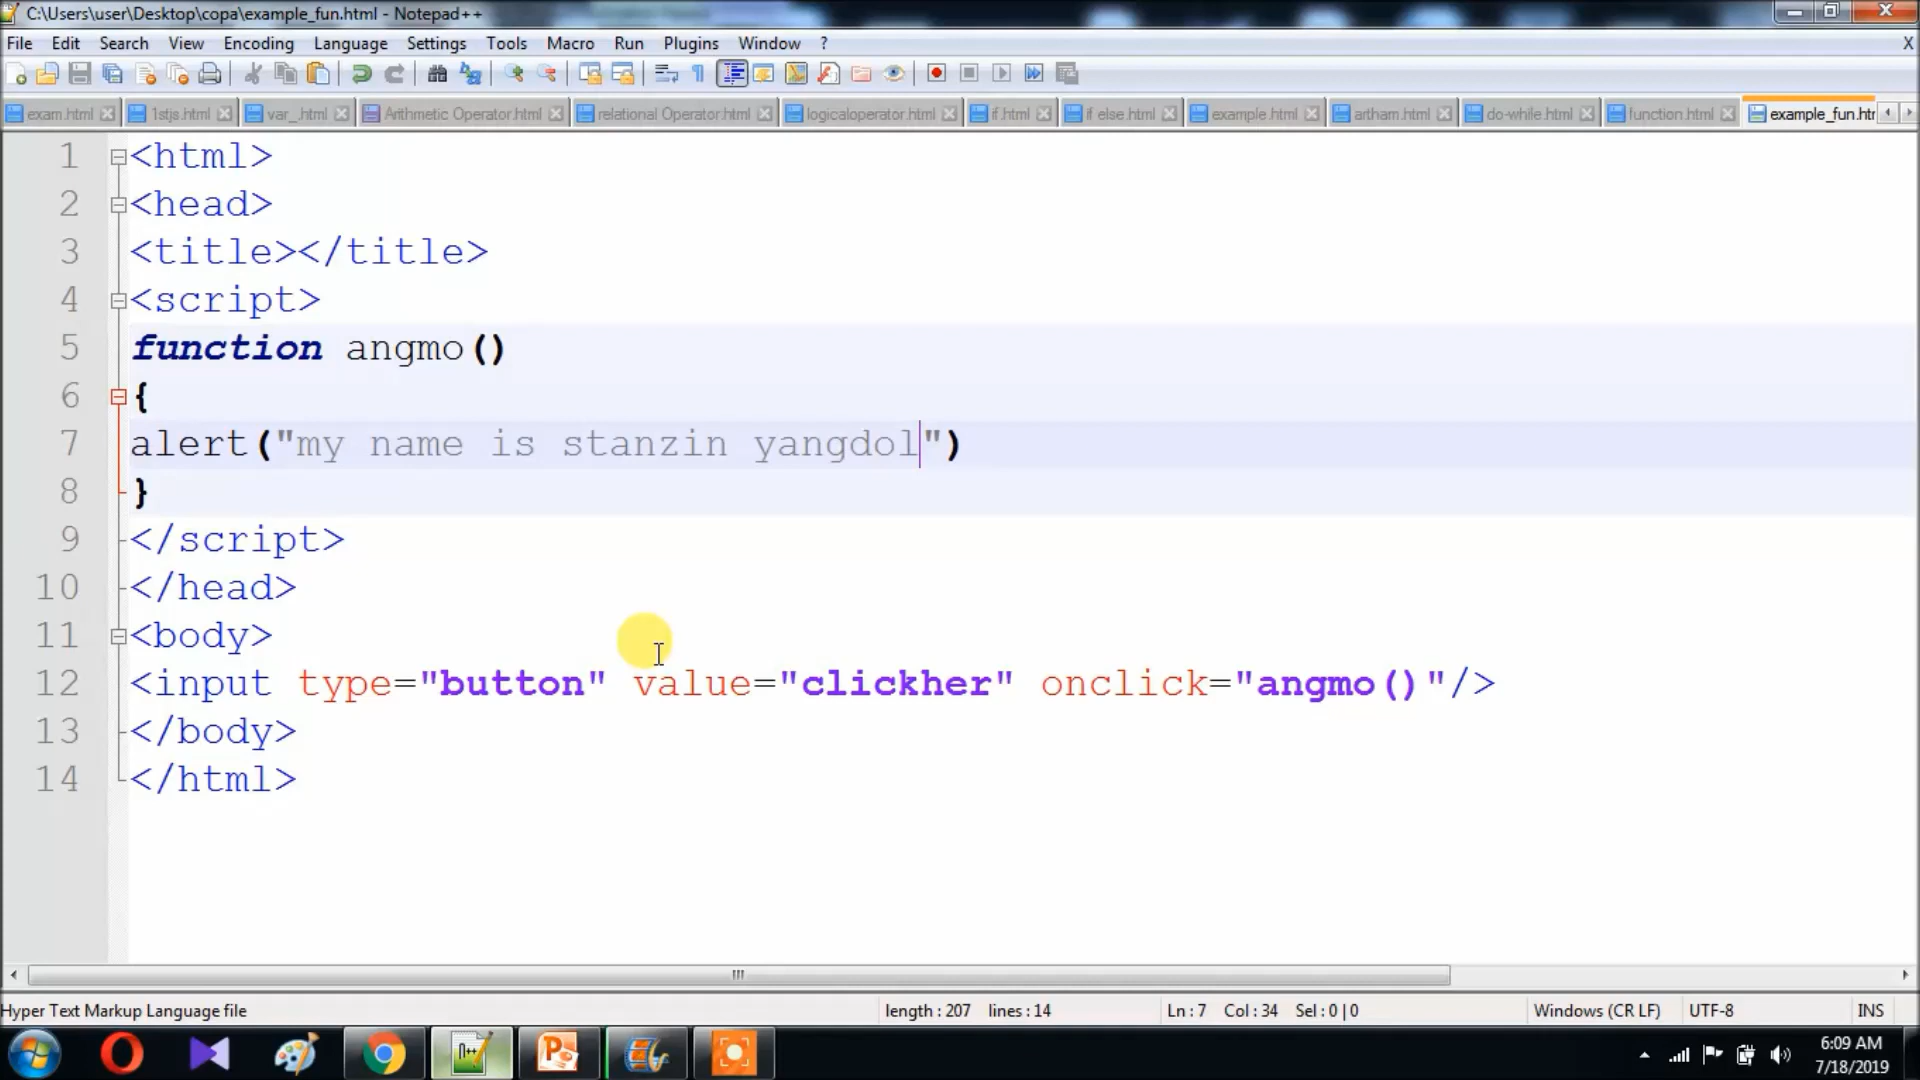 C:\Users\user\Desktop\copa\example_fun.html - Notepad++
File Edit Search View Encoding Language Settings Tools Macro Run Plugins Window ? X
exam.html 1stjs.html var_.html Arithmetic Operator.html relational Operator.html logicaloperator.html if.html if else.html example.html artham.html do-while.html function.html example_fun.htr
1 <html>
2 <head>
3 <title></title>
4 <script>
5 function angmo()
6 {
7 alert("my name is stanzin yangdol")
8 }
9 </script>
10 </head>
11 <body>
12 <input type="button" value="clickher" onclick="angmo()"/>
13 </body>
14 </html>
Hyper Text Markup Language file length : 207 lines : 14 Ln : 7 Col : 34 Sel : 0 | 0 Windows (CR LF) UTF-8 INS
6:09 AM
7/18/2019